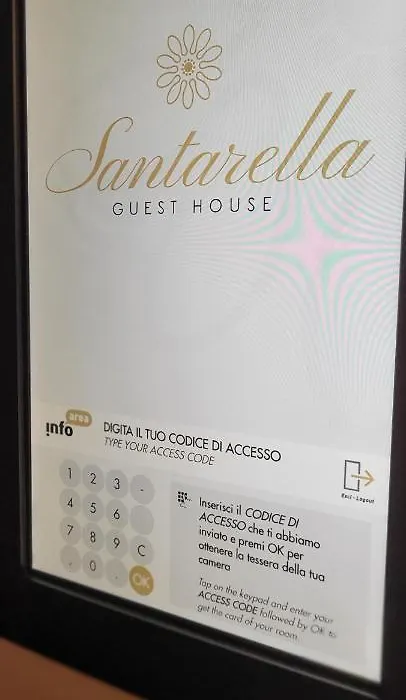 Santarella
GUEST HOUSE
area
info
DIGITA IL TUO CODICE DI ACCESSO
TYPE YOUR ACCESS CODE
Exit-Logout
1 2 3 -
4 5 6
7 8 9 C
. 0 . OK
Inserisci il CODICE DI
ACCESSO che ti abbiamo
inviato e premi OK per
ottenere la tessera della tua
camera
Tap on the keypad and enter your
ACCESS CODE followed by OK to
get the card of your room